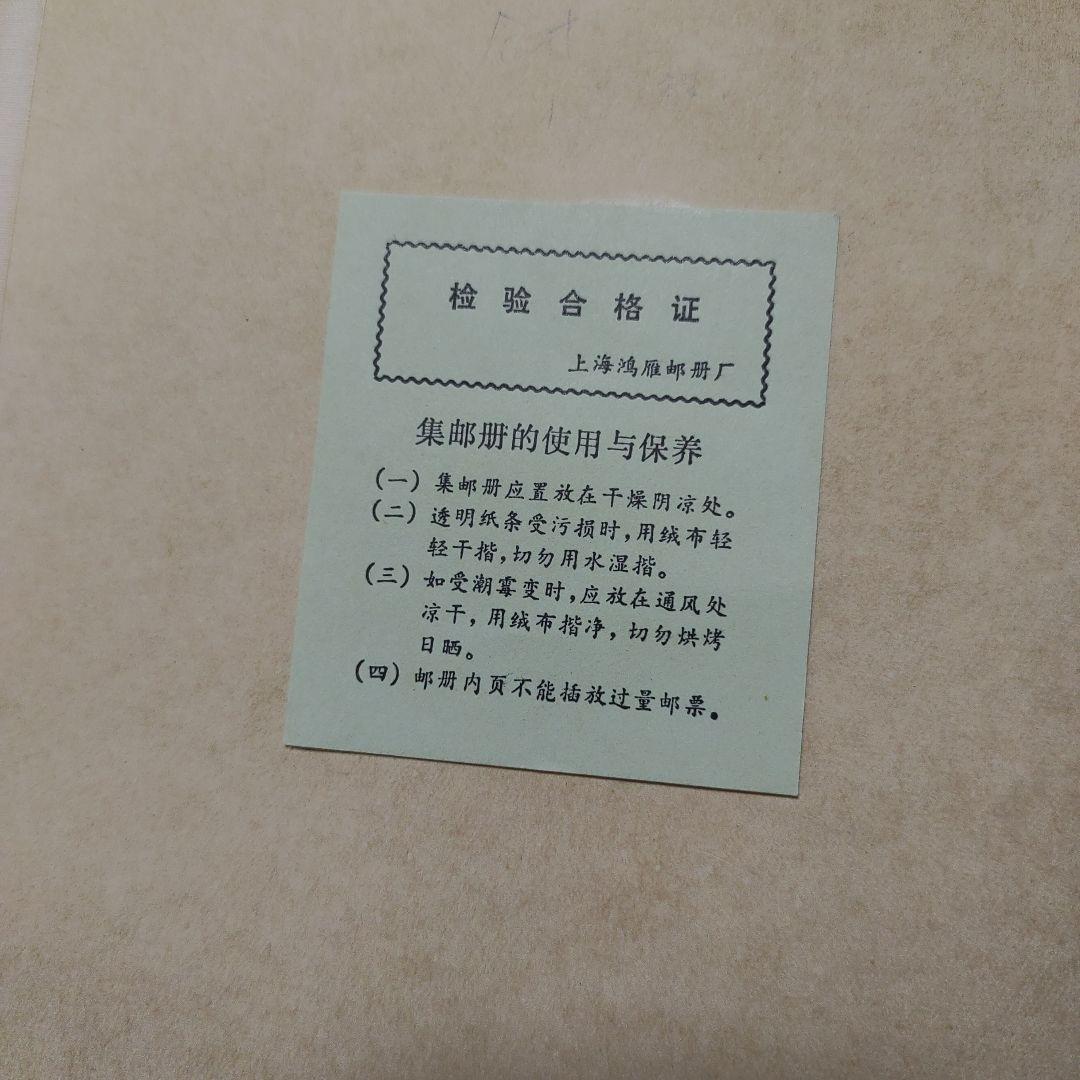 检验合格证
上海鸿雁邮册厂
集邮册的使用与保养
(一) 集邮册应置放在干燥阴凉处。
(二) 透明纸条受污损时,用绒布轻
轻干揩,切勿用水湿揩。
(三) 如受潮霉变时,应放在通风处
凉干,用绒布揩净,切勿烘烤
日晒。
(四) 邮册内页不能插放过量邮票。